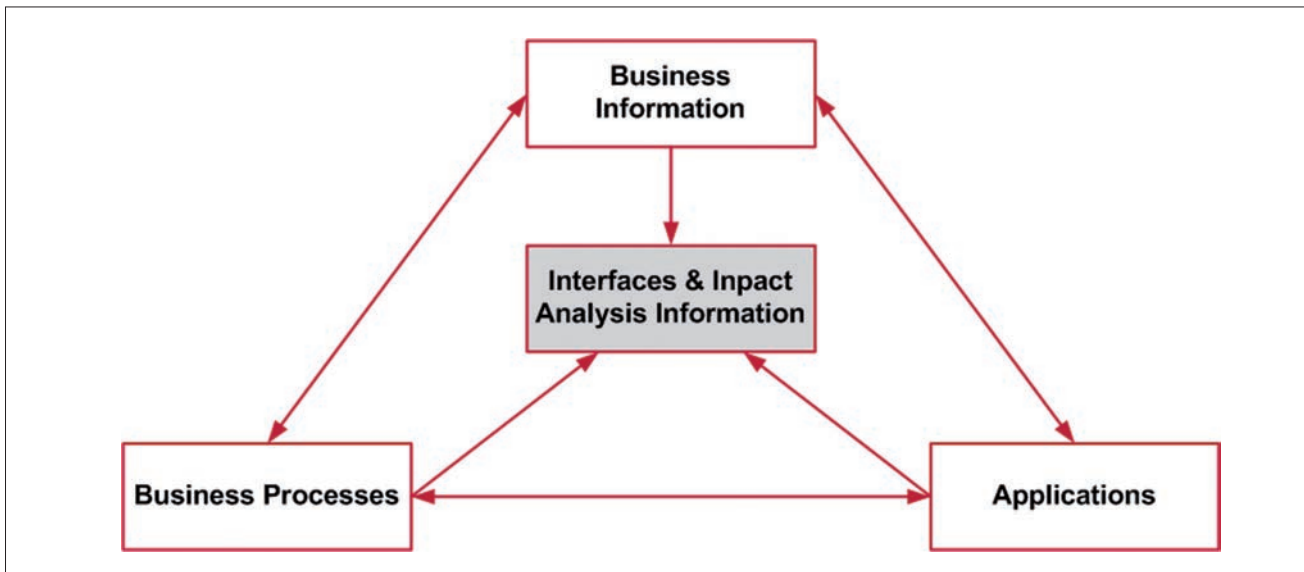 Business
Information
Interfaces & Inpact
Analysis Information
Business Processes
Applications